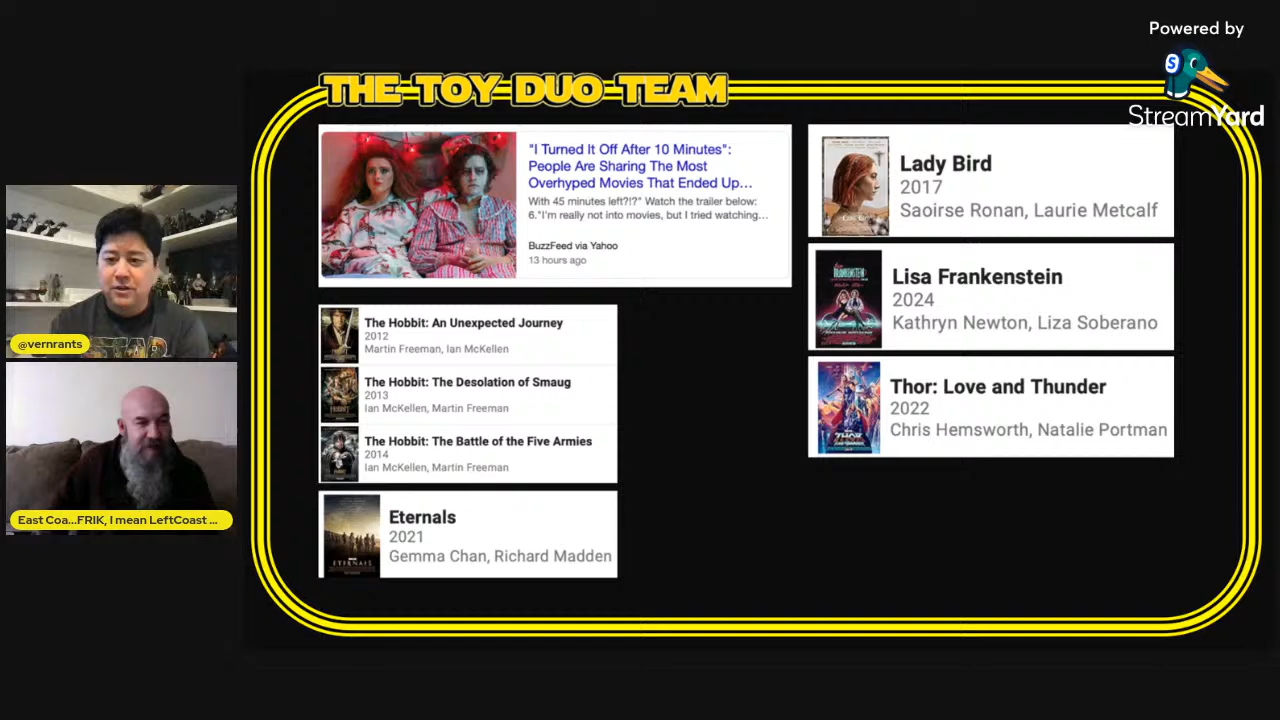 Powered by
StreamYard
THE TOY DUO TEAM
"I Turned It Off After 10 Minutes":
People Are Sharing The Most
Overhyped Movies That Ended Up...
With 45 minutes left?!?" Watch the trailer below:
6."I'm really not into movies, but I tried watching...
BuzzFeed via Yahoo
13 hours ago
The Hobbit: An Unexpected Journey
2012
Martin Freeman, Ian McKellen
The Hobbit: The Desolation of Smaug
2013
Ian McKellen, Martin Freeman
The Hobbit: The Battle of the Five Armies
2014
Ian McKellen, Martin Freeman
Eternals
2021
Gemma Chan, Richard Madden
ETERNALS
Lady Bird
2017
Saoirse Ronan, Laurie Metcalf
Lisa Frankenstein
2024
Kathryn Newton, Liza Soberano
FRANKENSTEIN
Thor: Love and Thunder
2022
Chris Hemsworth, Natalie Portman
THOR
@vernrants
STAR
East Coa...FRIK, I mean LeftCoast ...